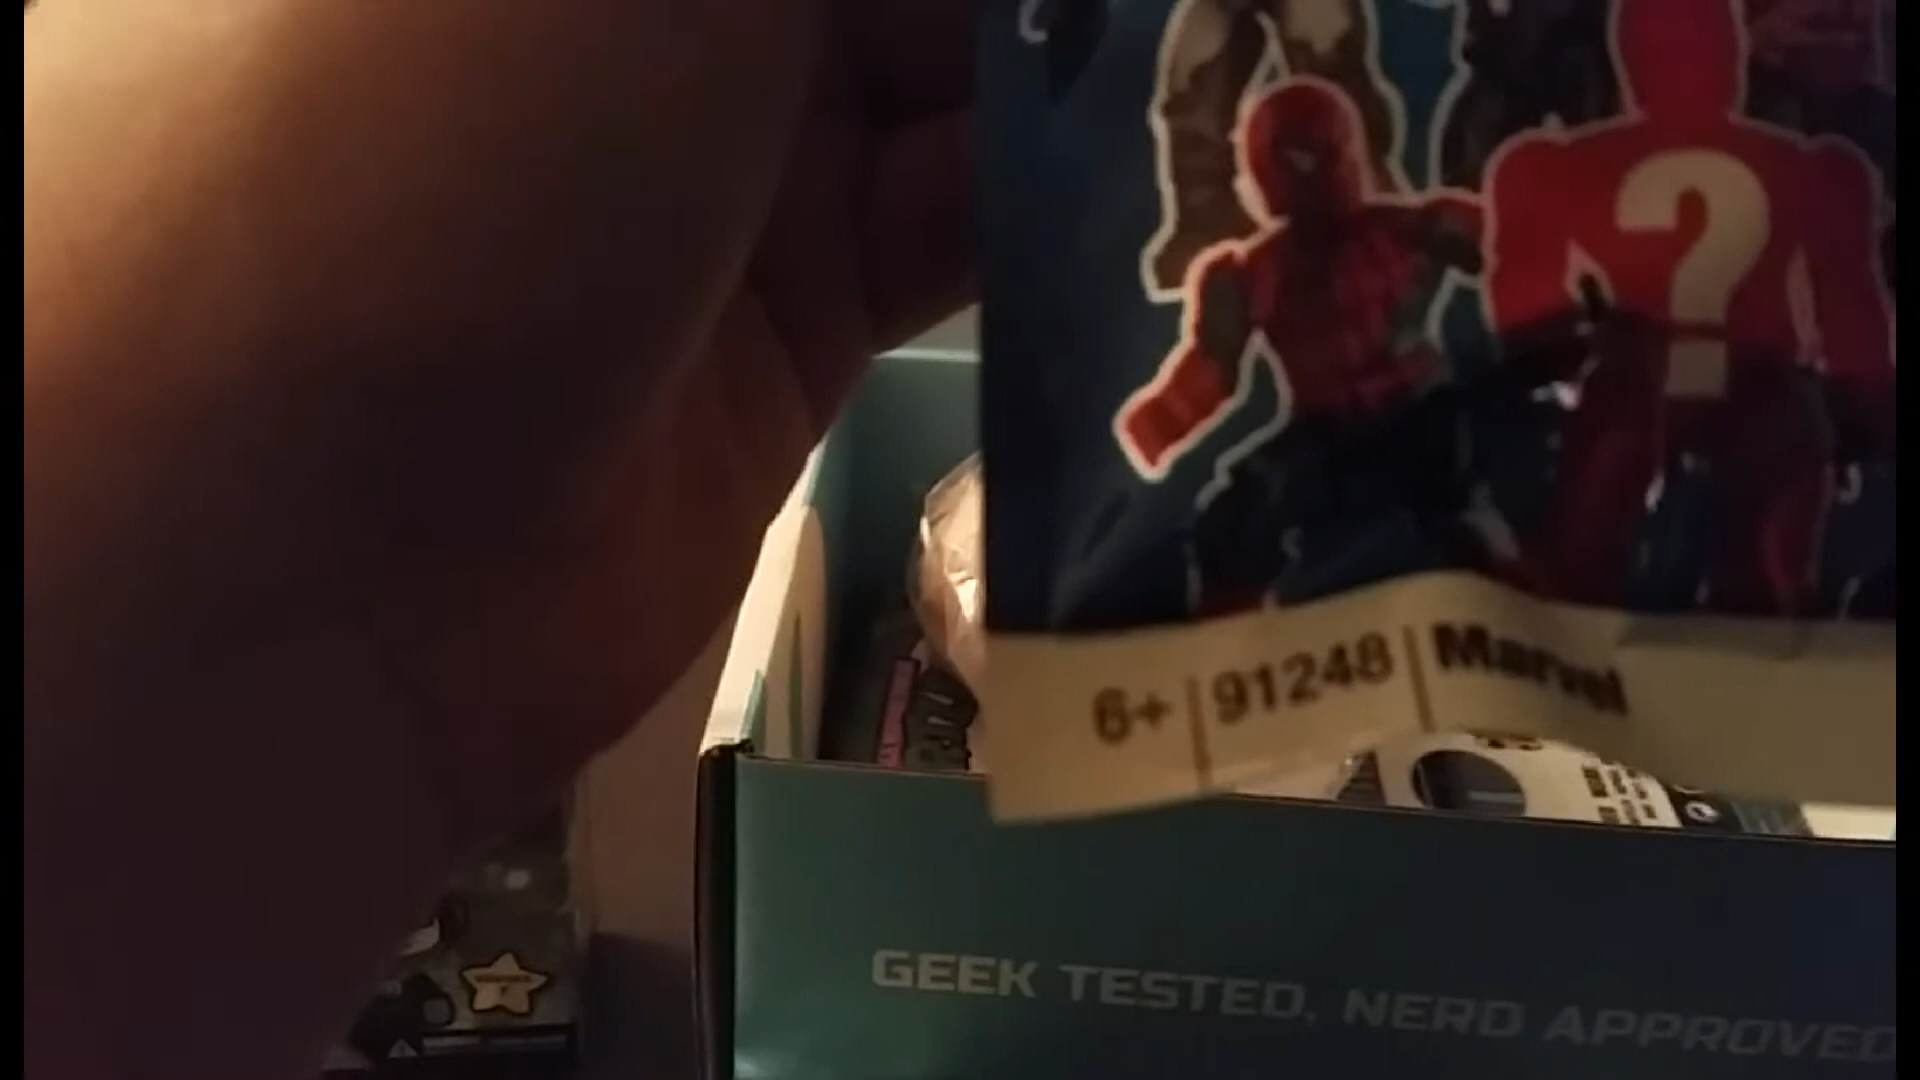 ?
6+ | 91248 | Marvel
GEEK TESTED, NERD APPROVED